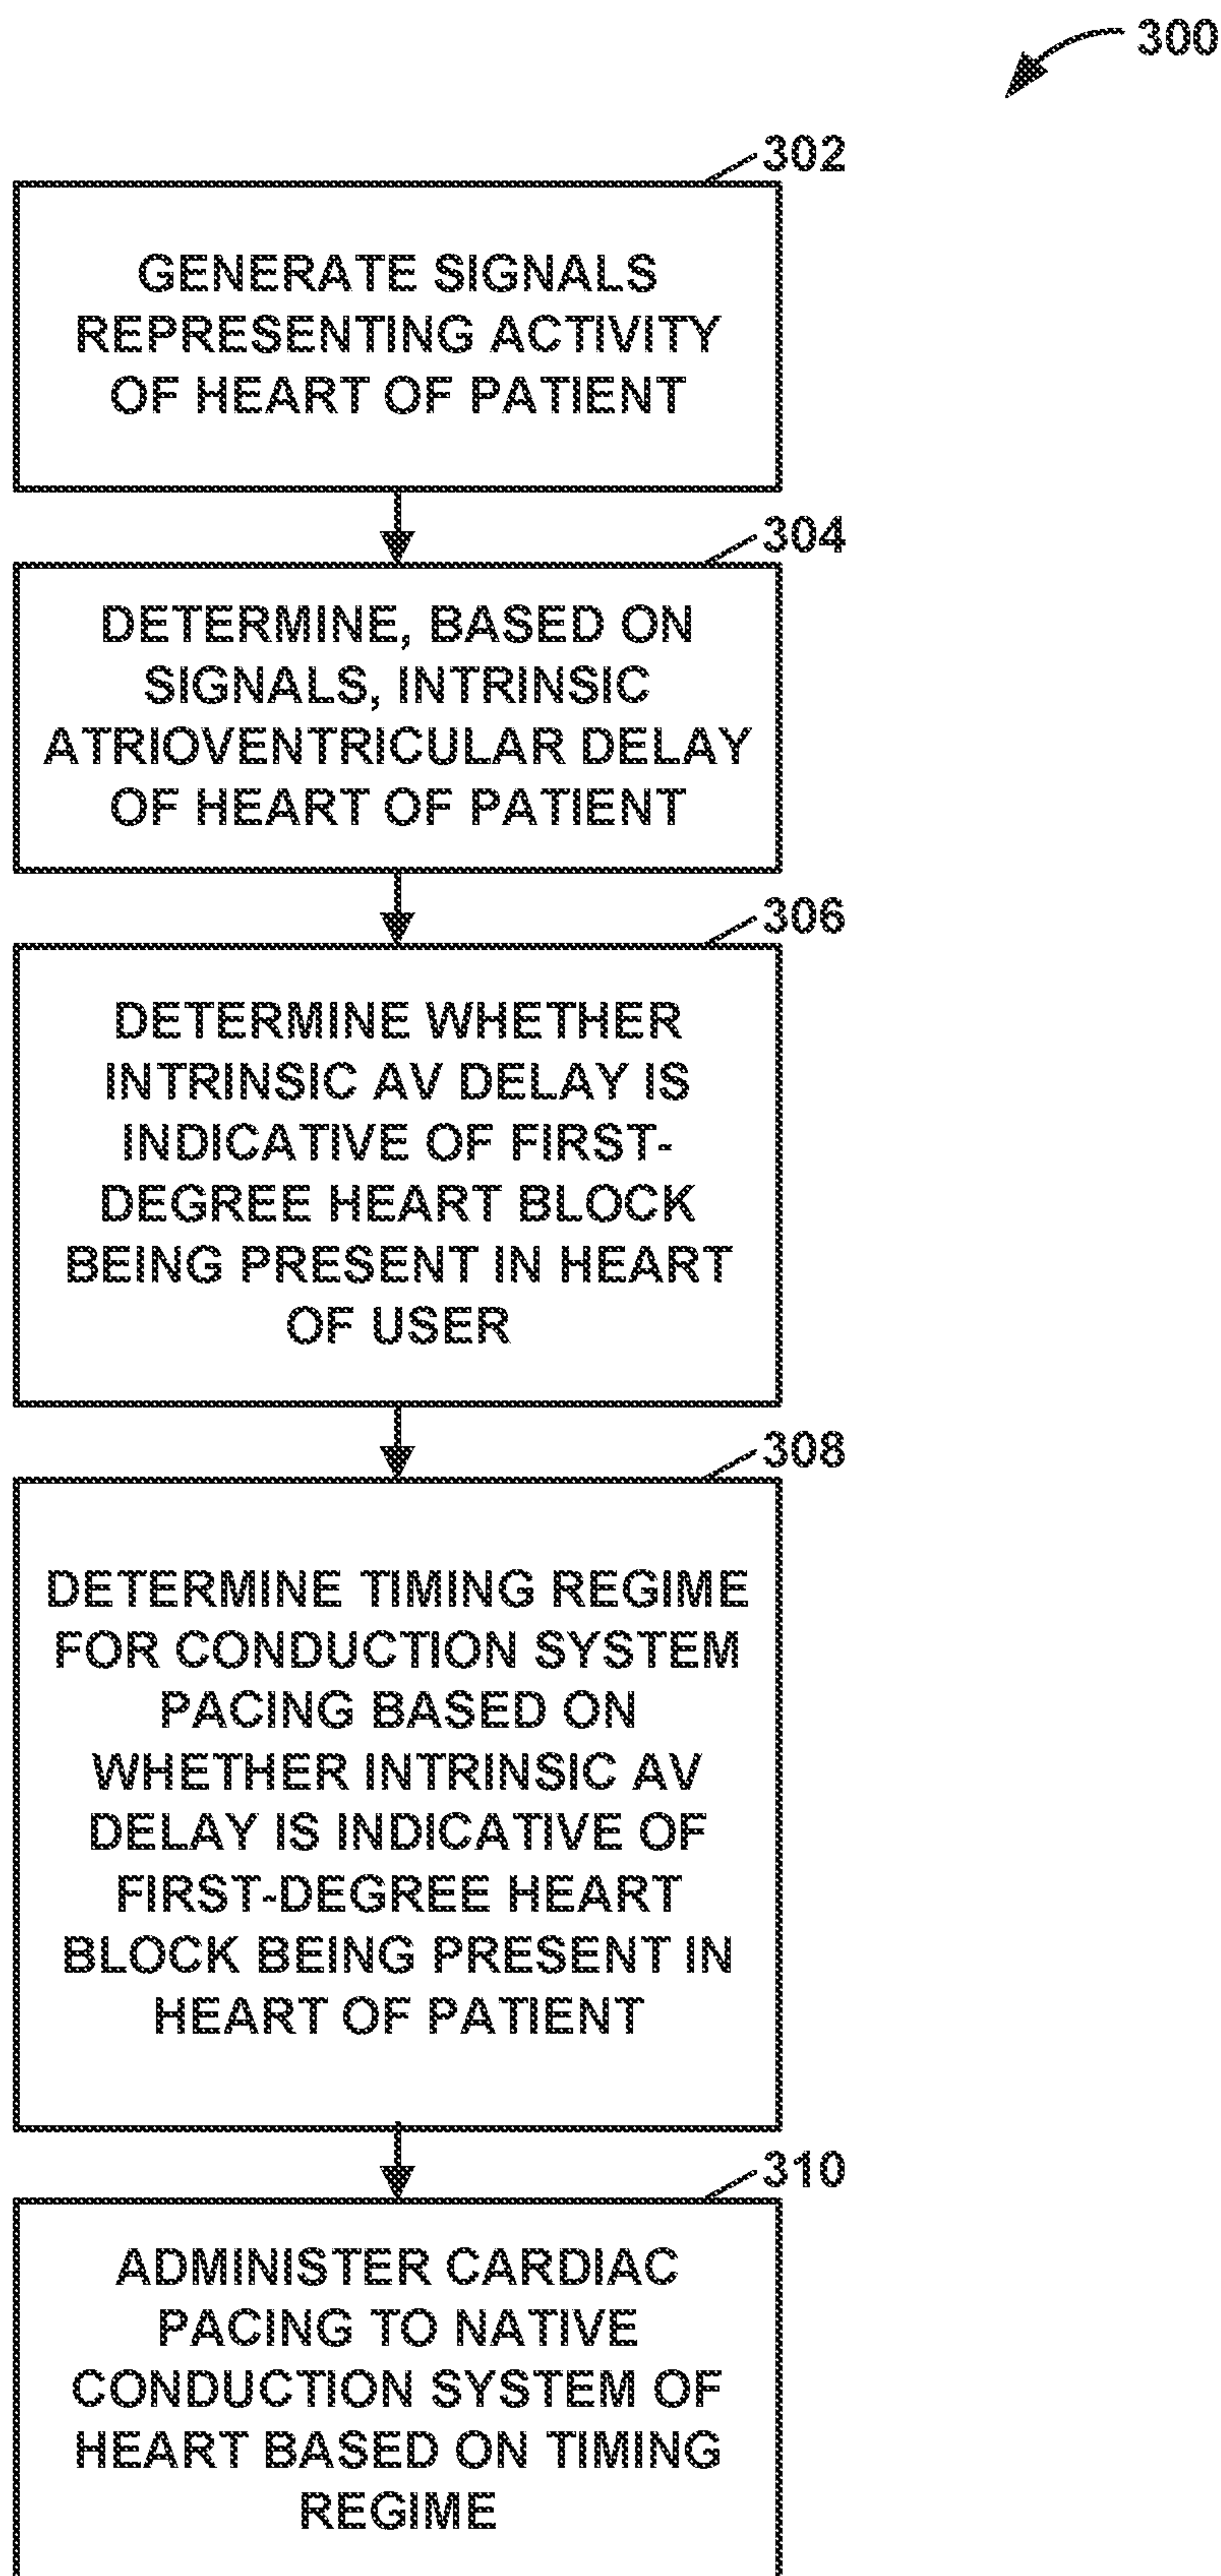 300
302
GENERATE SIGNALS
REPRESENTING ACTIVITY
OF HEART OF PATIENT
304
DETERMINE, BASED ON
SIGNALS, INTRINSIC
ATRIOVENTRICULAR DELAY
OF HEART OF PATIENT
306
DETERMINE WHETHER
INTRINSIC AV DELAY IS
INDICATIVE OF FIRST-
DEGREE HEART BLOCK
BEING PRESENT IN HEART
OF USER
308
DETERMINE TIMING REGIME
FOR CONDUCTION SYSTEM
PACING BASED ON
WHETHER INTRINSIC AV
DELAY IS INDICATIVE OF
FIRST-DEGREE HEART
BLOCK BEING PRESENT IN
HEART OF PATIENT
310
ADMINISTER CARDIAC
PACING TO NATIVE
CONDUCTION SYSTEM OF
HEART BASED ON TIMING
REGIME